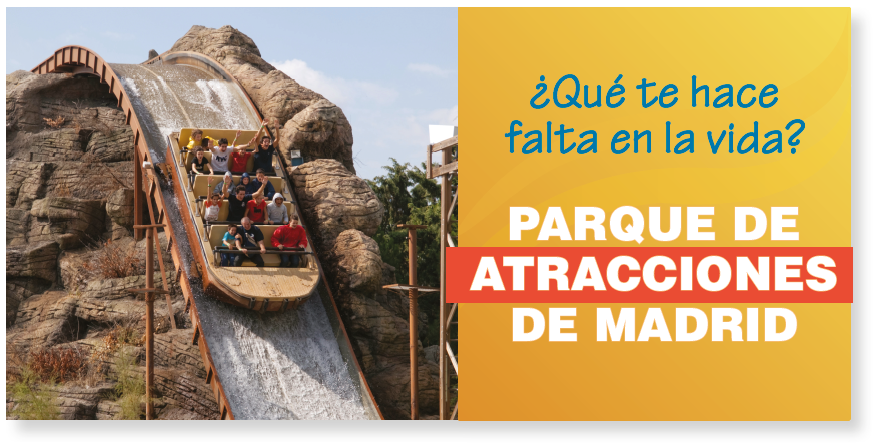 ¿Qué te hace
falta en la vida?
PARQUE DE
ATRACCIONES
DE MADRID